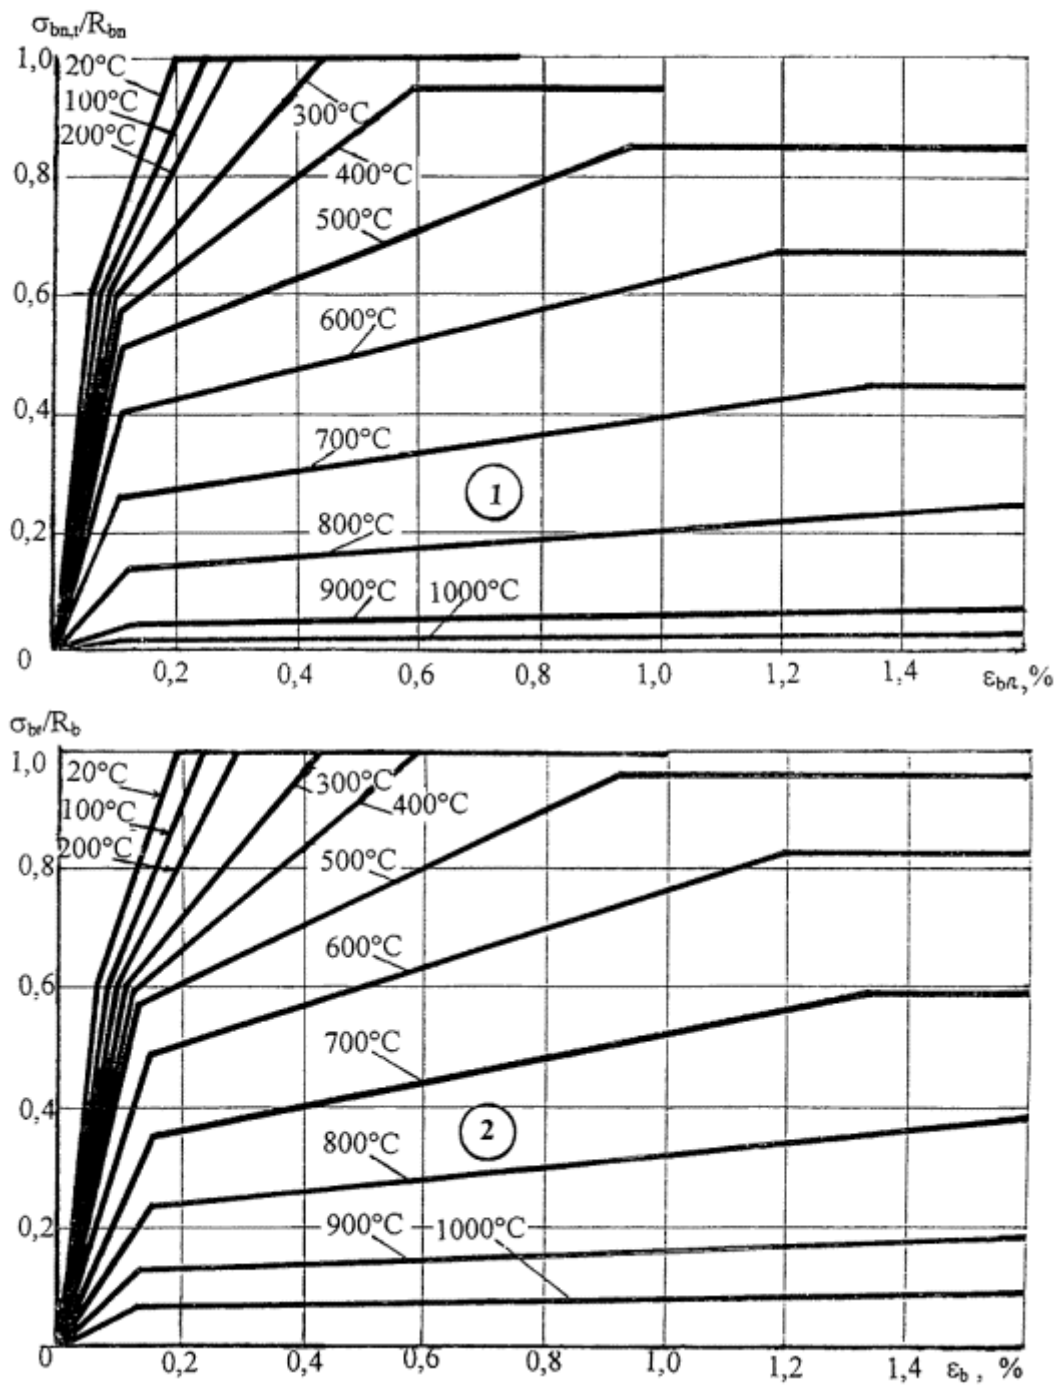 σbn,t/Rbn
1,0
20°C
100°C
200°C
300°C
0,8
400°C
500°C
0,6
600°C
0,4
700°C
1
0,2
800°C
900°C 1000°C
0
0,2 0,4 0,6 0,8 1,0 1,2 1,4 εbn,%
σbt/Rb
1,0
20°C 300°C
100°C 400°C
200°C
0,8 500°C
600°C
0,6
700°C
0,4
2
800°C
0,2 900°C 1000°C
0 0,2 0,4 0,6 0,8 1,0 1,2 1,4 εb , %